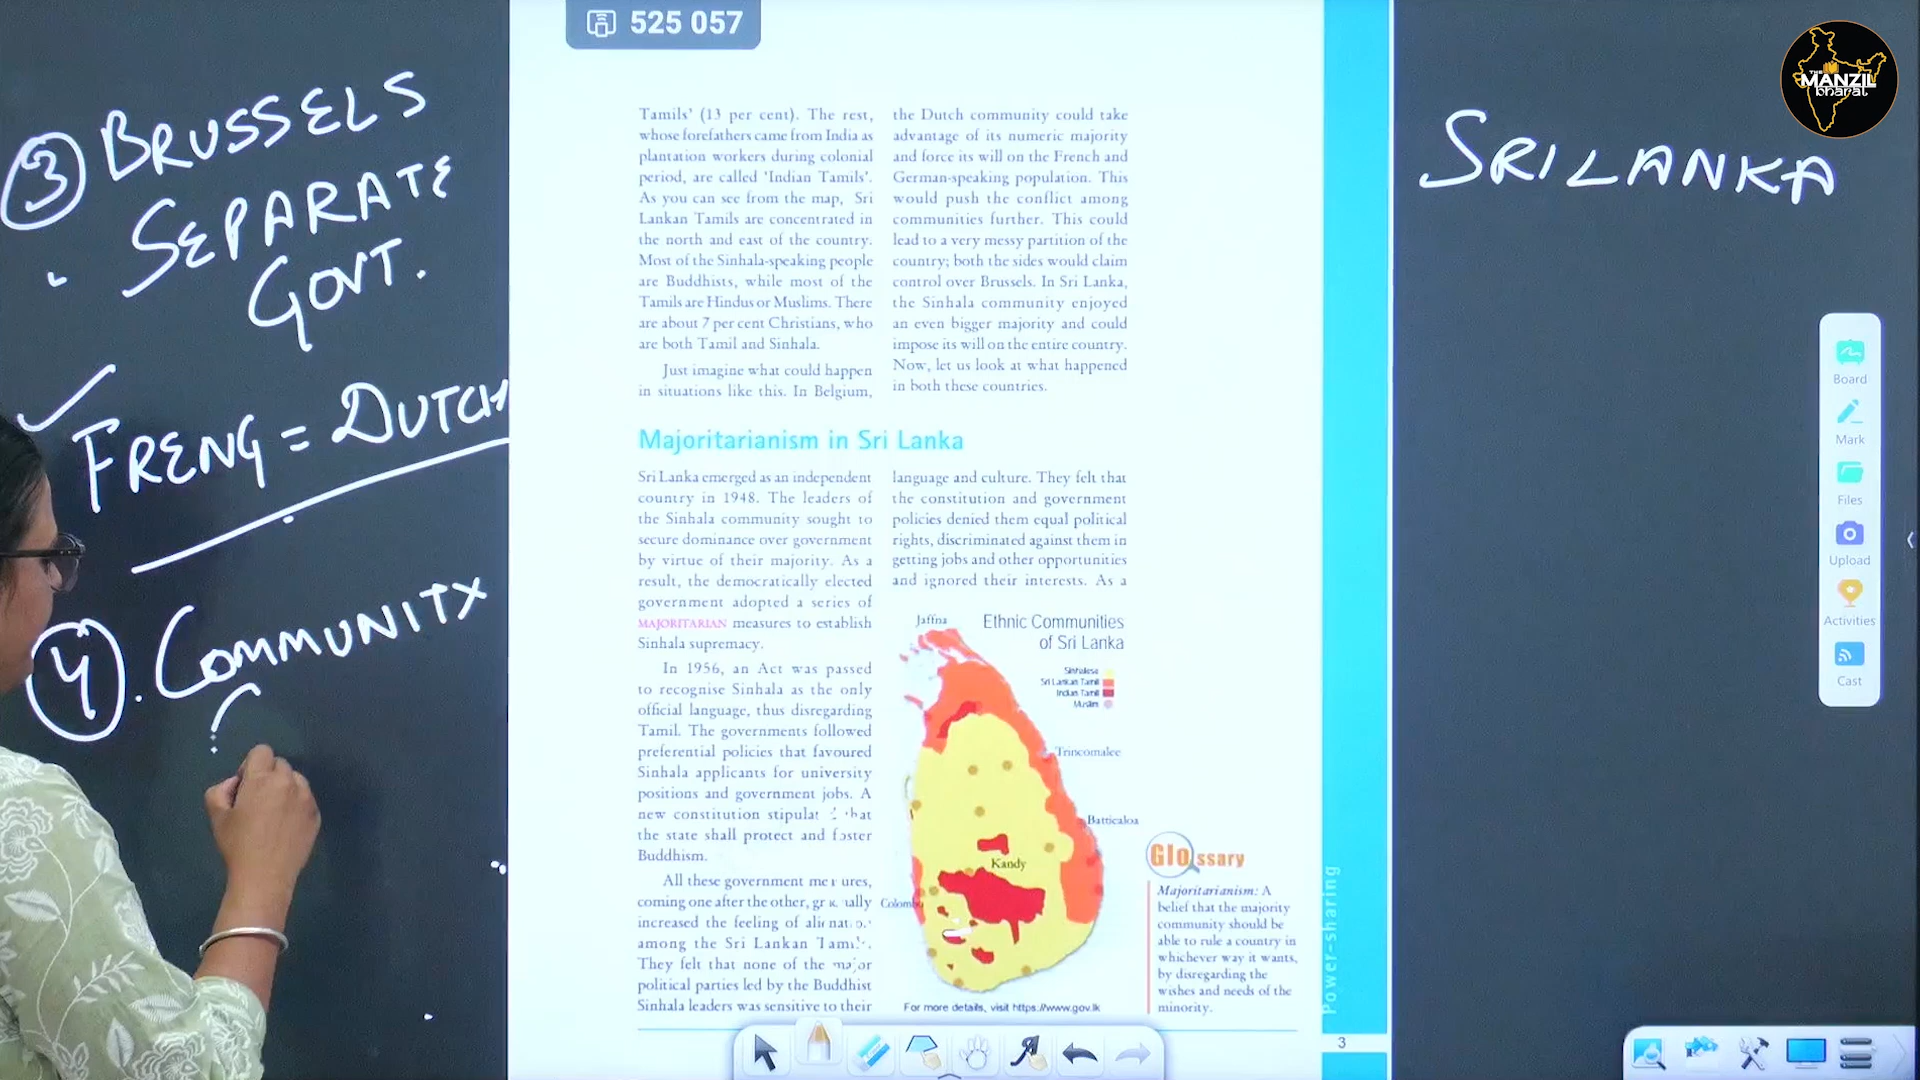 525 057
THE MANZIL
bharat
③ BRUSSELS
SEPARATE
GOVT.
FRENG = DUTCH
④. COMMUNITY
Tamils' (13 per cent). The rest,
whose forefathers came from India as
plantation workers during colonial
period, are called 'Indian Tamils'.
As you can see from the map, Sri
Lankan Tamils are concentrated in
the north and east of the country.
Most of the Sinhala-speaking people
are Buddhists, while most of the
Tamils are Hindus or Muslims. There
are about 7 per cent Christians, who
are both Tamil and Sinhala.
Just imagine what could happen
in situations like this. In Belgium,
the Dutch community could take
advantage of its numeric majority
and force its will on the French and
German-speaking population. This
would push the conflict among
communities further. This could
lead to a very messy partition of the
country; both the sides would claim
control over Brussels. In Sri Lanka,
the Sinhala community enjoyed
an even bigger majority and could
impose its will on the entire country.
Now, let us look at what happened
in both these countries.
Majoritarianism in Sri Lanka
Sri Lanka emerged as an independent
country in 1948. The leaders of
the Sinhala community sought to
secure dominance over government
by virtue of their majority. As a
result, the democratically elected
government adopted a series of
MAJORITARIAN measures to establish
Sinhala supremacy.
In 1956, an Act was passed
to recognise Sinhala as the only
official language, thus disregarding
Tamil. The governments followed
preferential policies that favoured
Sinhala applicants for university
positions and government jobs. A
new constitution that
the state shall protect and foster
Buddhism.
All these government
coming one after the other,
increased the feeling of
among the Sri Lankan
They felt that none of the major
political parties led by the Buddhist
Sinhala leaders was sensitive to their
language and culture. They felt that
the constitution and government
policies denied them equal political
rights, discriminated against them in
getting jobs and other opportunities
and ignored their interests. As a
Ethnic Communities
of Sri Lanka
Sinhalese
Sri Lankan Tamil
Indian Tamil
Muslim
Jaffna
Trincomalee
Batticaloa
Kandy
Colombo
For more details, visit https://www.gov.lk
Glossary
Majoritarianism: A
belief that the majority
community should be
able to rule a country in
whichever way it wants,
by disregarding the
wishes and needs of the
minority.
Power-sharing
3
SRILANKA
Board
Mark
Files
Upload
Activities
Cast